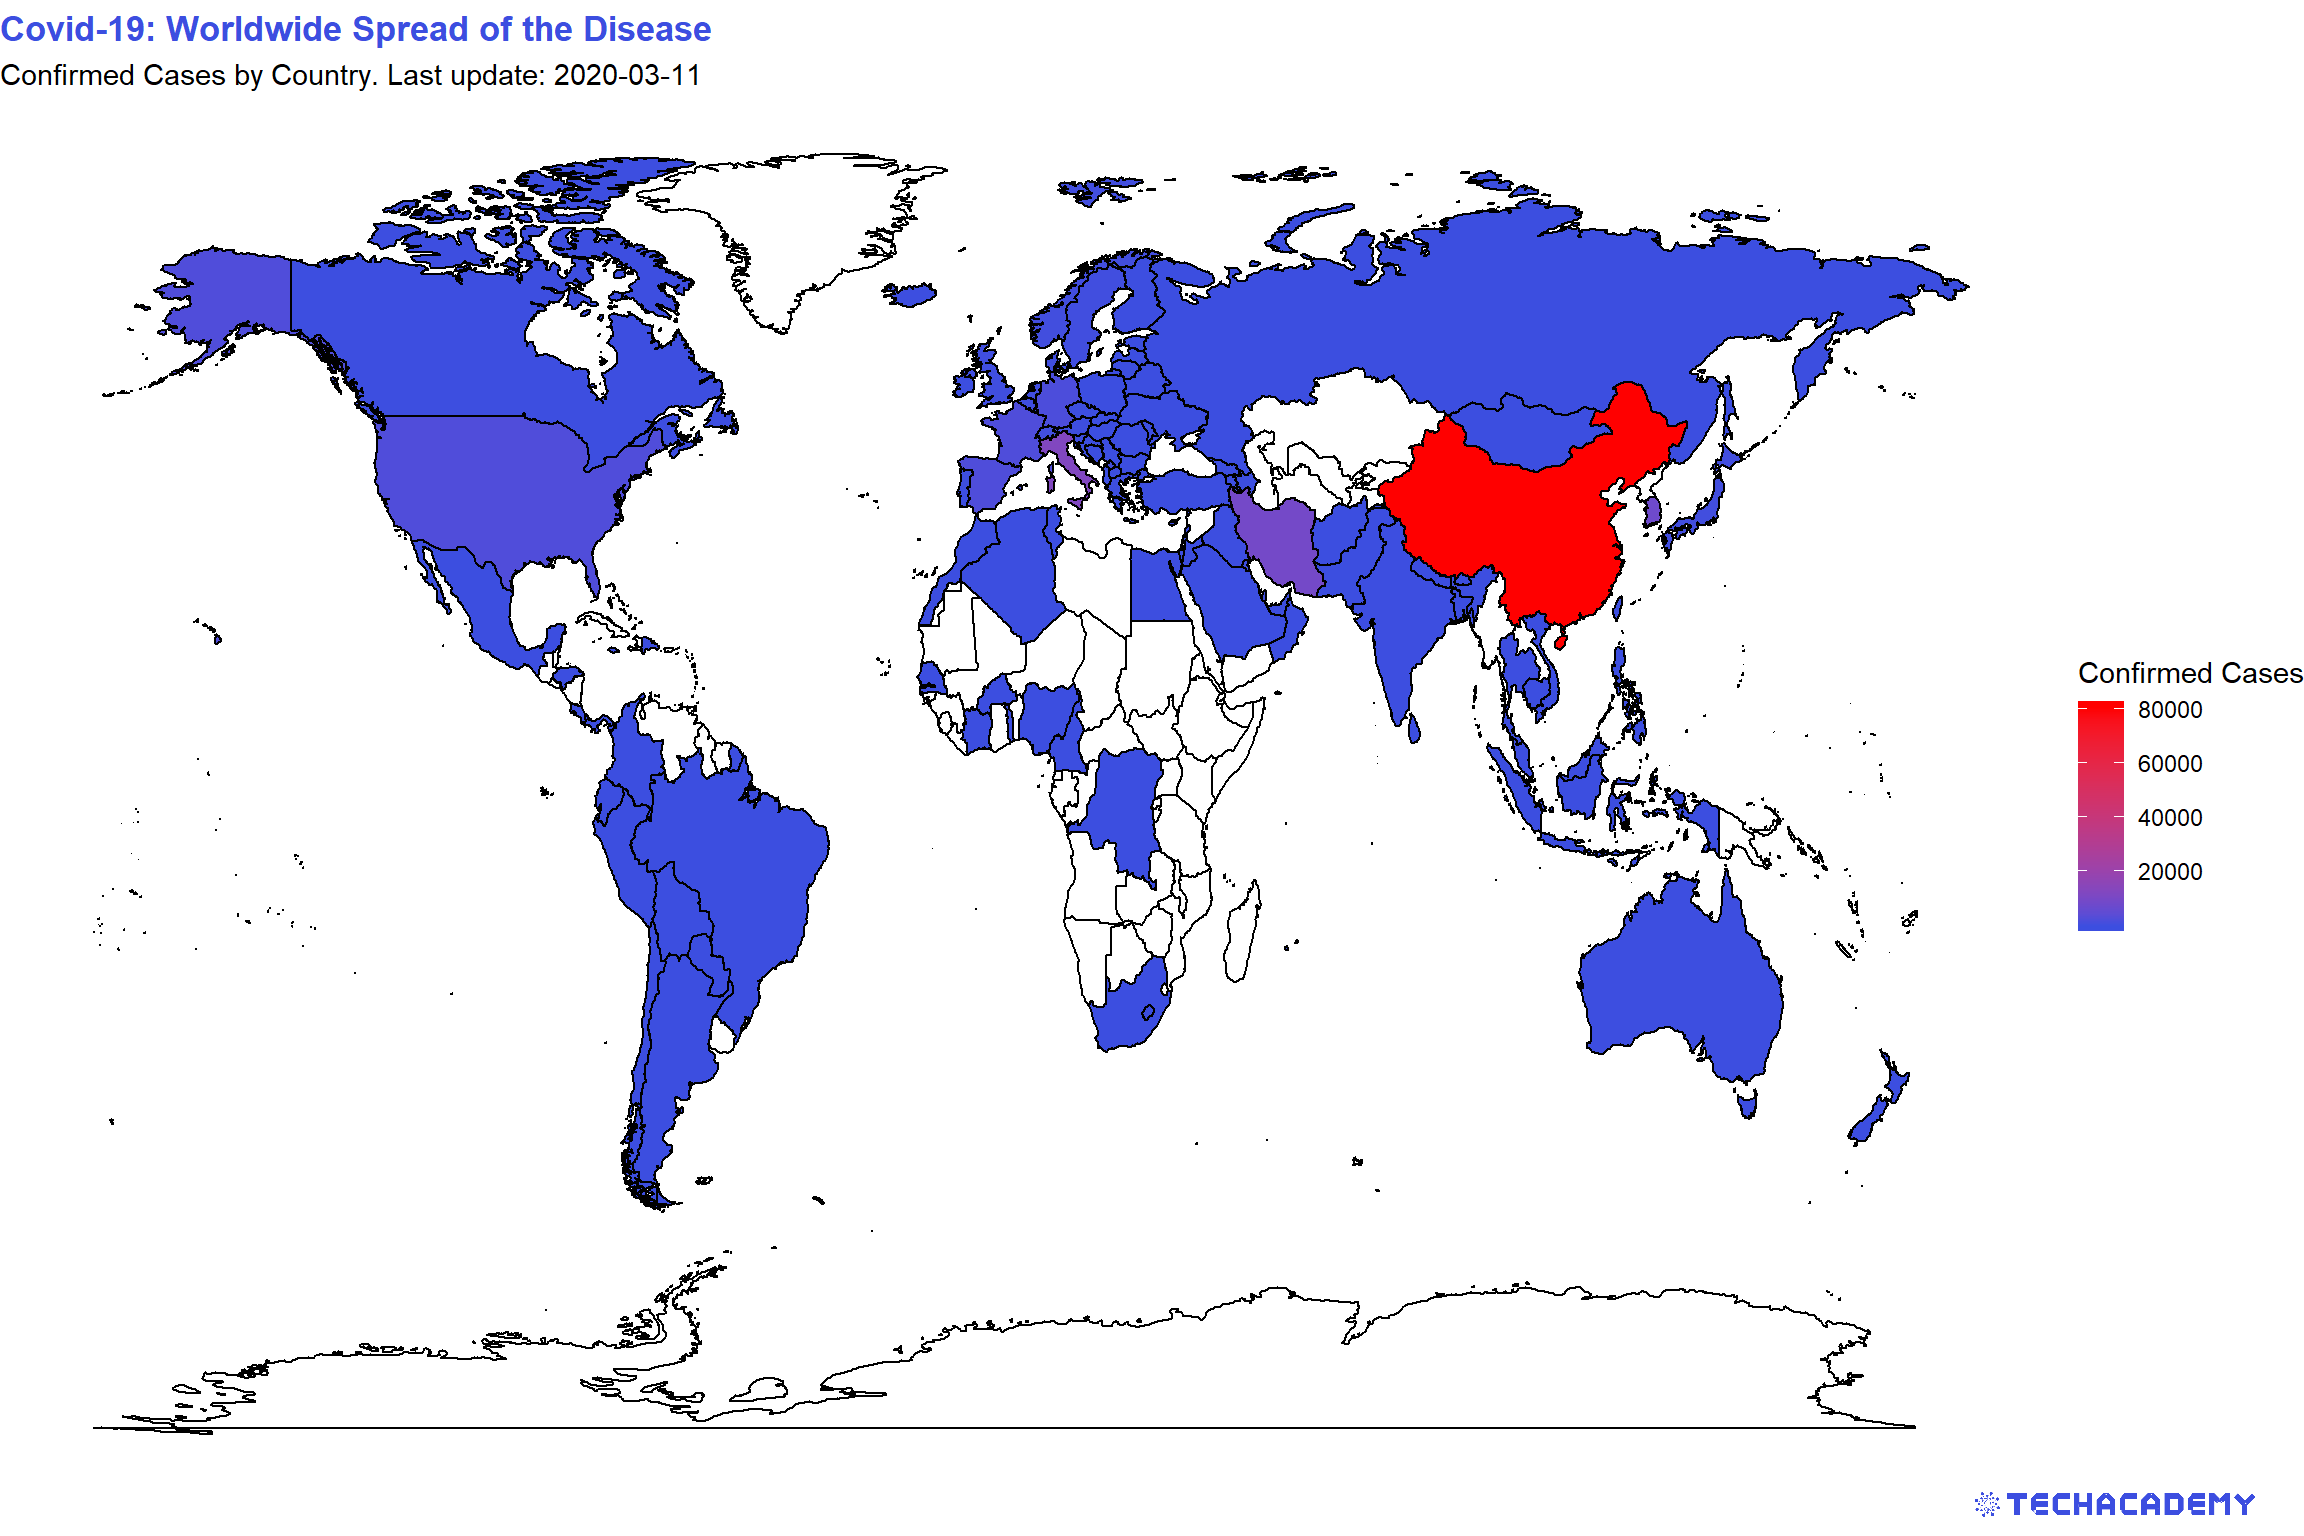 Covid-19: Worldwide Spread of the Disease
Confirmed Cases by Country. Last update: 2020-03-11
Confirmed Cases
80000
60000
40000
20000
TECHACADEMY